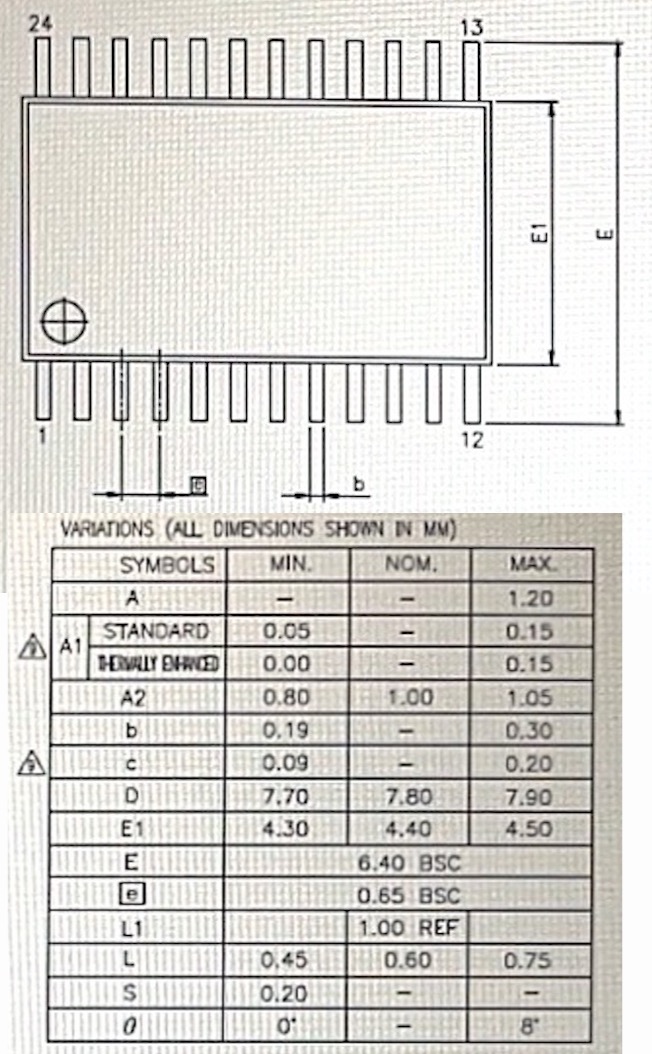 24 13
E1 E
1 12
e b
VARIATIONS (ALL DIMENSIONS SHOWN IN MM)
SYMBOLS MIN. NOM. MAX.
A – – 1.20
A1 STANDARD 0.05 – 0.15
THERMALLY ENHANCED 0.00 – 0.15
A2 0.80 1.00 1.05
b 0.19 – 0.30
c 0.09 – 0.20
D 7.70 7.80 7.90
E1 4.30 4.40 4.50
E 6.40 BSC
e 0.65 BSC
L1 1.00 REF
L 0.45 0.60 0.75
S 0.20 – –
θ 0° – 8°